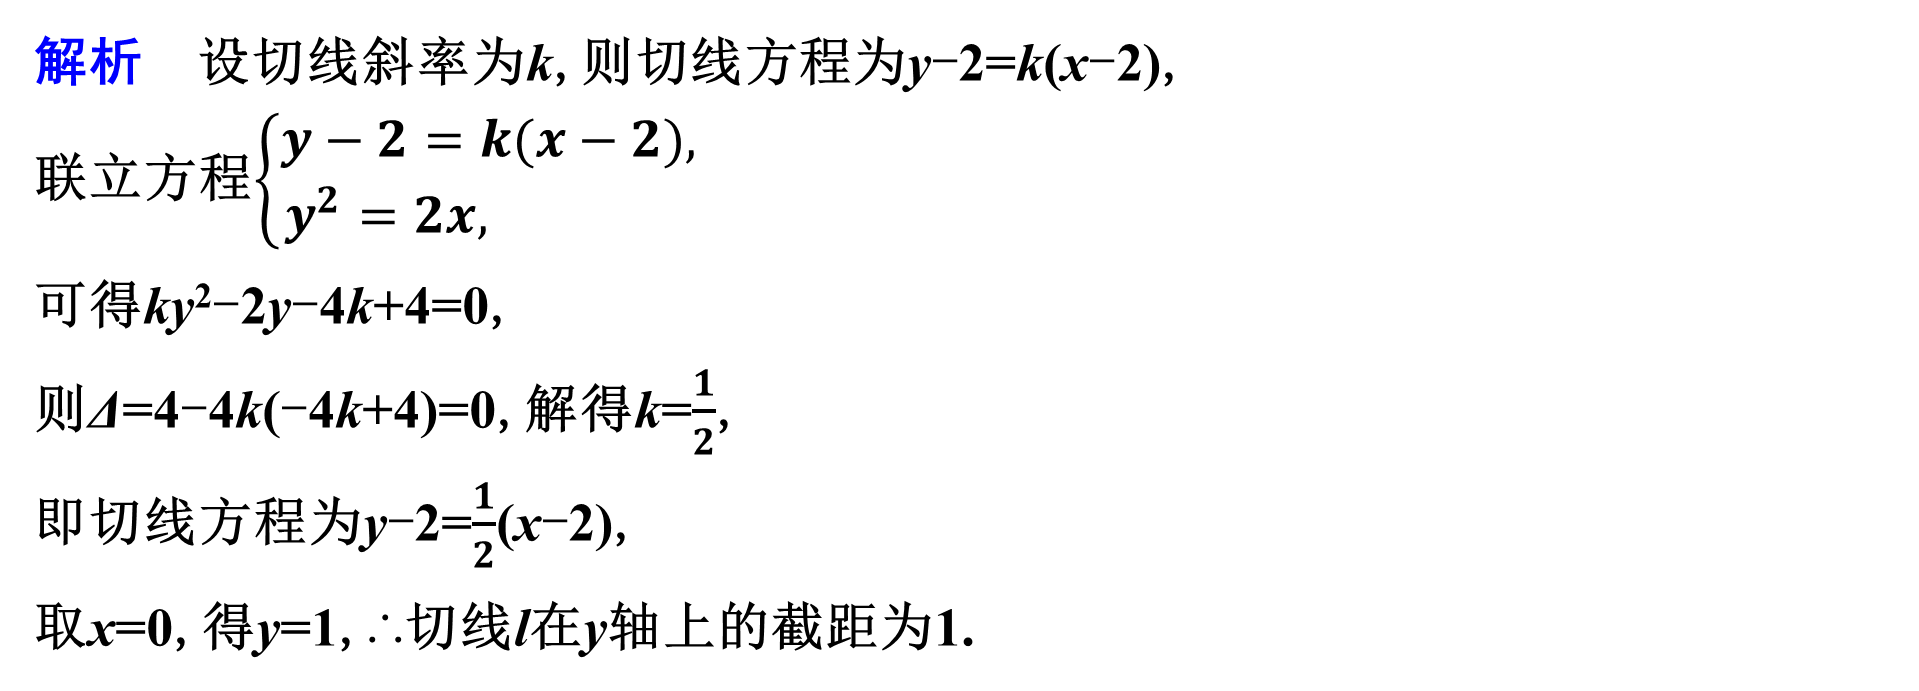 解析 设切线斜率为k, 则切线方程为y−2=k(x−2),
联立方程{y − 2 = k(x − 2),
y² = 2x,
可得ky²−2y−4k+4=0,
则Δ=4−4k(−4k+4)=0, 解得k=1/2,
即切线方程为y−2=1/2(x−2),
取x=0, 得y=1, ∴切线l在y轴上的截距为1.